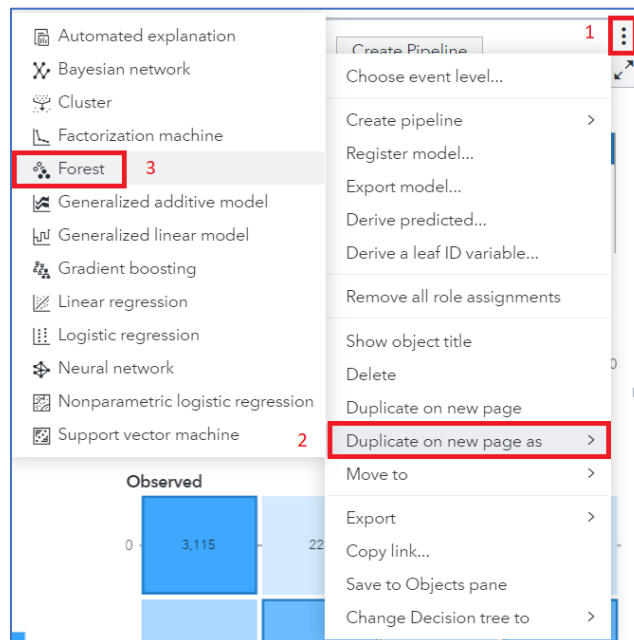 Automated explanation
Bayesian network
Cluster
Factorization machine
Forest 3
Generalized additive model
Generalized linear model
Gradient boosting
Linear regression
Logistic regression
Neural network
Nonparametric logistic regression
Support vector machine 2
1
Create Pipeline
Choose event level...
Create pipeline >
Register model...
Export model...
Derive predicted...
Derive a leaf ID variable...
Remove all role assignments
Show object title
Delete
Duplicate on new page
Duplicate on new page as >
Move to >
Export >
Copy link...
Save to Objects pane
Change Decision tree to >
Observed
0 3,115 22
0